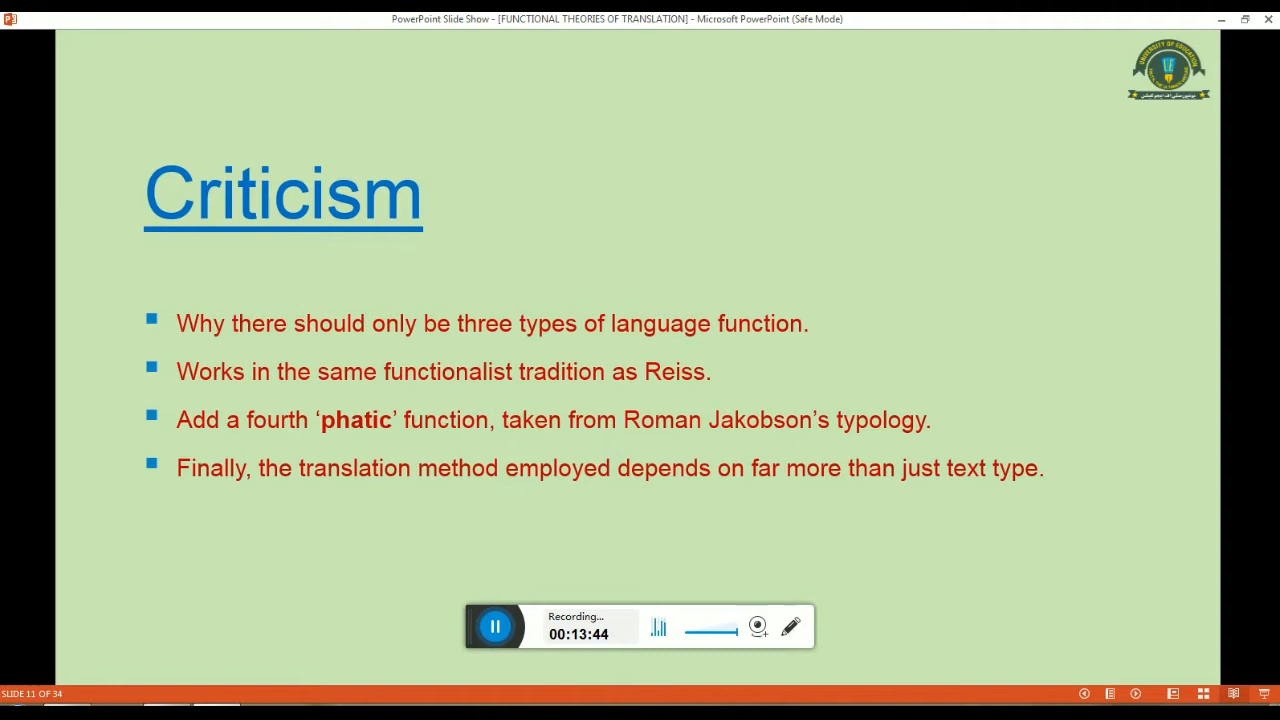 PowerPoint Slide Show - [FUNCTIONAL THEORIES OF TRANSLATION] - Microsoft PowerPoint (Safe Mode)
UNIVERSITY OF EDUCATION
Criticism
Why there should only be three types of language function.
Works in the same functionalist tradition as Reiss.
Add a fourth ‘phatic’ function, taken from Roman Jakobson’s typology.
Finally, the translation method employed depends on far more than just text type.
Recording...
00:13:44
SLIDE 11 OF 34